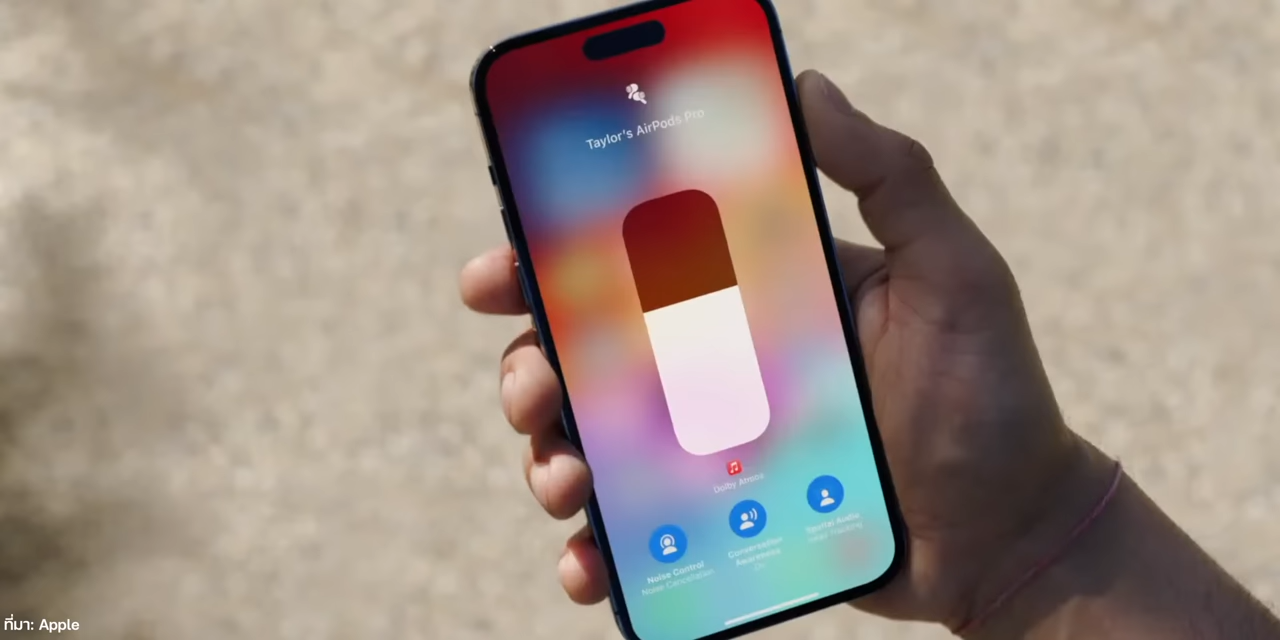 Taylor's AirPods Pro
Dolby Atmos
Noise Control
Noise Cancellation
Conversation
Awareness
On
Spatial Audio
Head Tracking
ที่มา: Apple